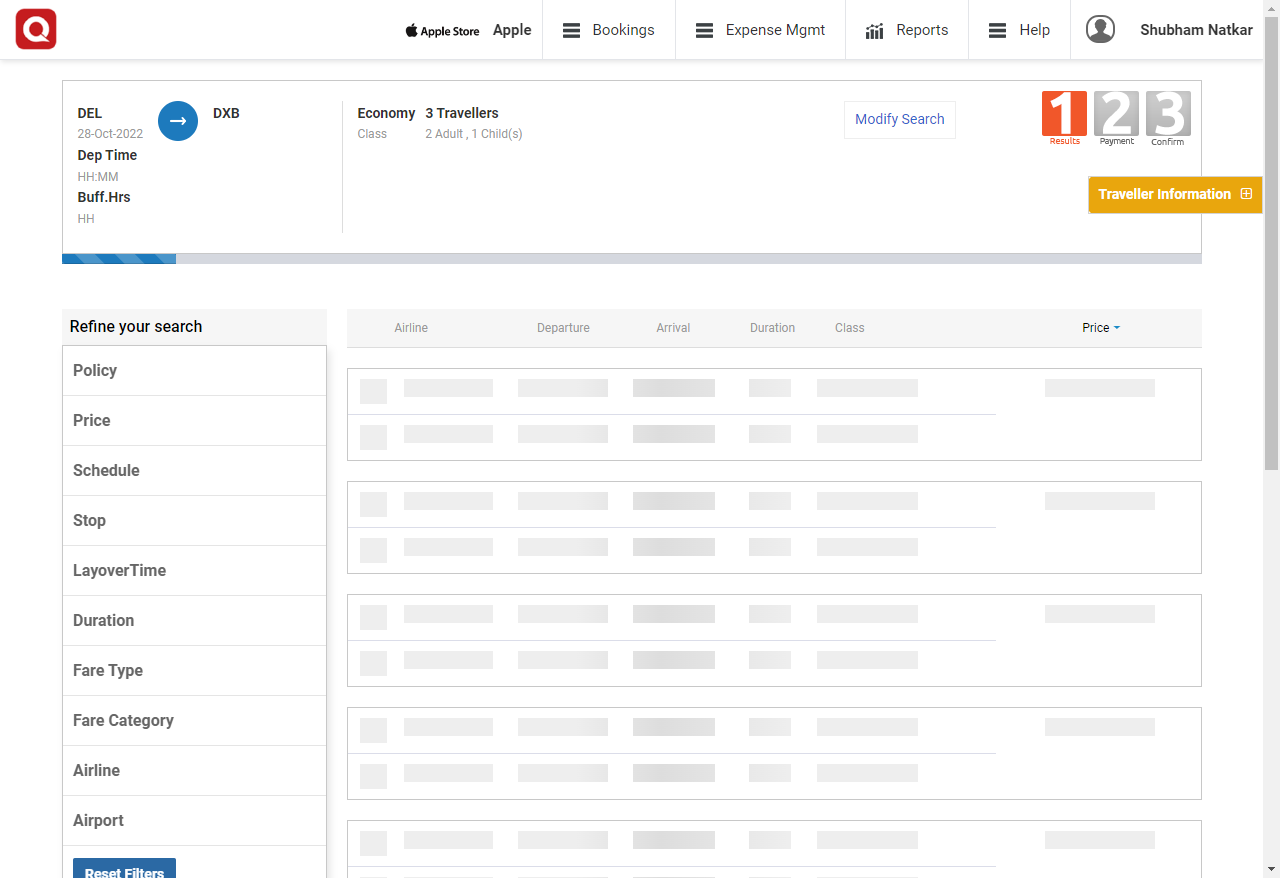 Q
Apple Store Apple Bookings Expense Mgmt Reports Help Shubham Natkar
DEL DXB
28-Oct-2022
Dep Time
HH:MM
Buff.Hrs
HH
Economy 3 Travellers
Class 2 Adult , 1 Child(s)
Modify Search
1 2 3
Results Payment Confirm
Traveller Information
Refine your search
Policy
Price
Schedule
Stop
LayoverTime
Duration
Fare Type
Fare Category
Airline
Airport
Reset Filters
Airline Departure Arrival Duration Class Price